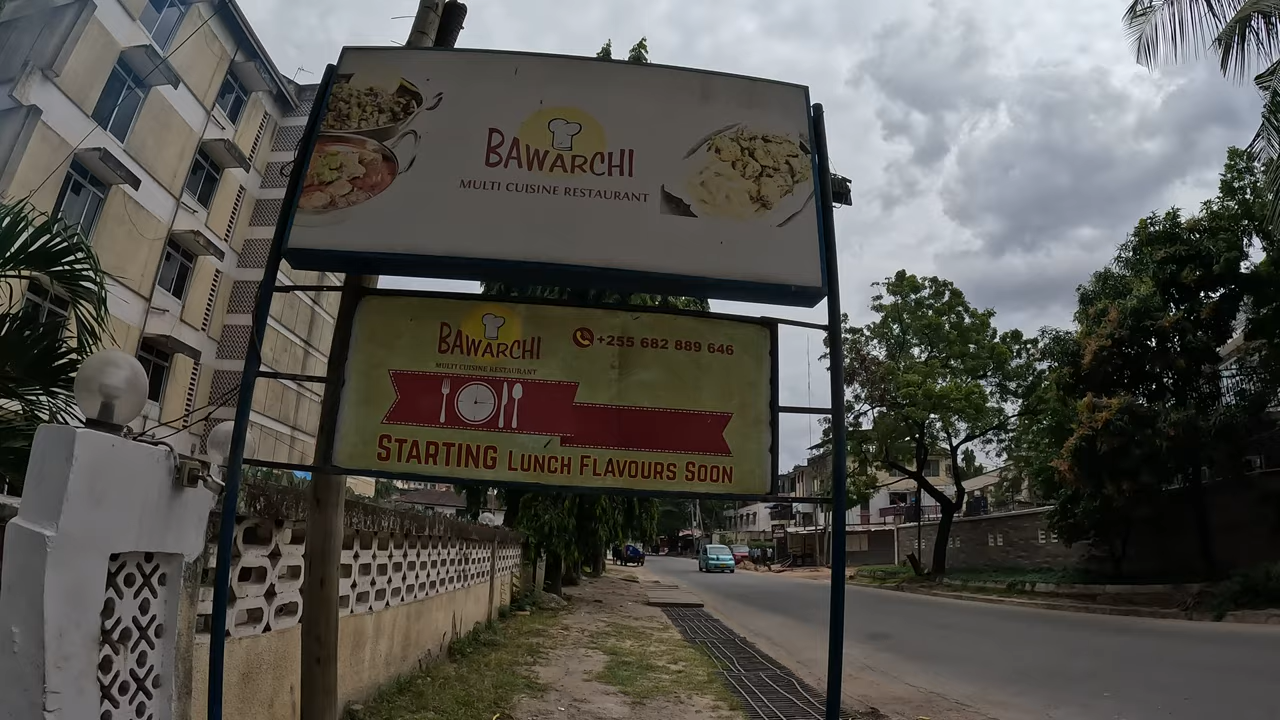 BAWARCHI
MULTI CUISINE RESTAURANT
BAWARCHI
MULTI CUISINE RESTAURANT
+255 682 889 646
STARTING LUNCH FLAVOURS SOON